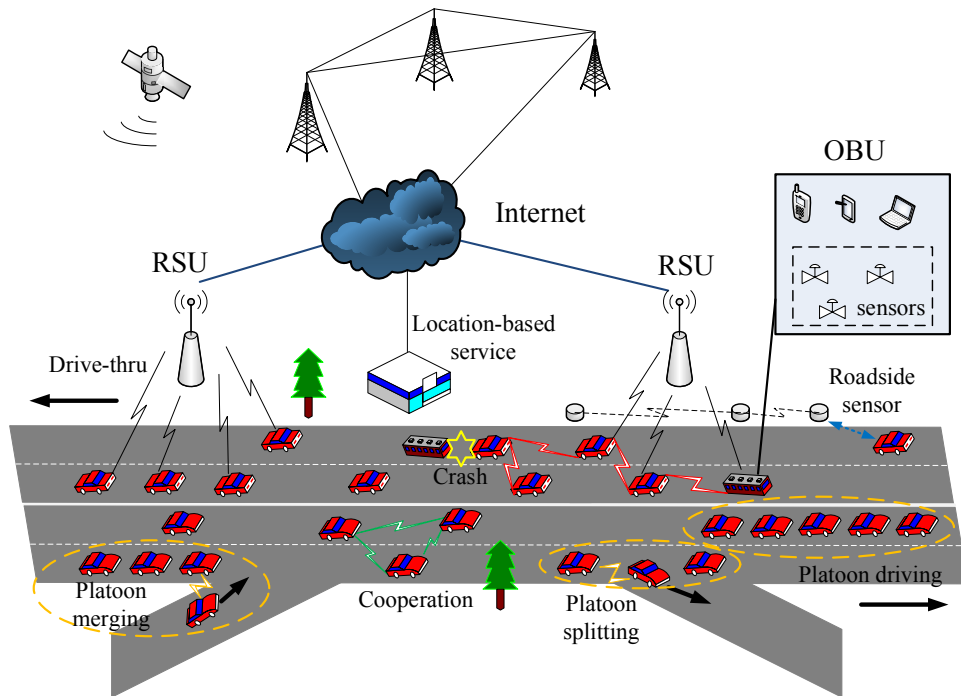 OBU
Internet
RSU
RSU
sensors
Location-based
service
Drive-thru
Roadside
sensor
Crash
Platoon
merging
Cooperation
Platoon
splitting
Platoon driving